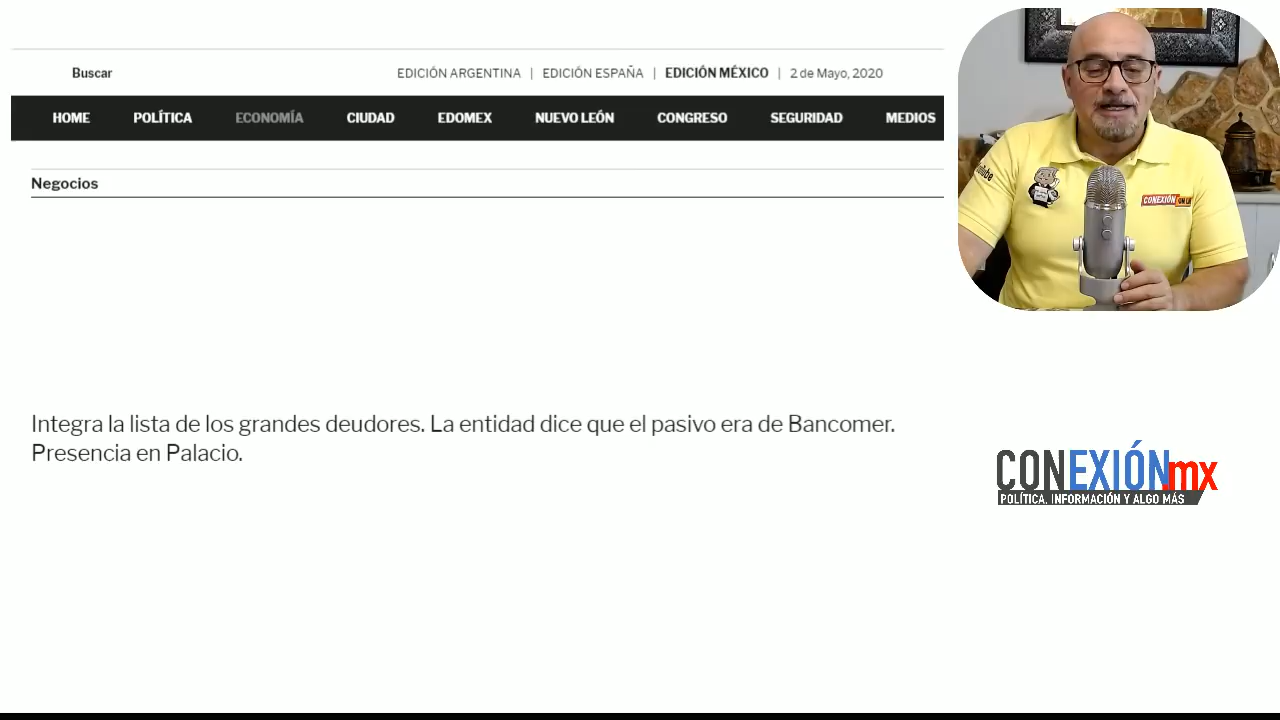 Buscar
EDICIÓN ARGENTINA | EDICIÓN ESPAÑA | EDICIÓN MÉXICO | 2 de Mayo, 2020
HOME POLÍTICA ECONOMÍA CIUDAD EDOMEX NUEVO LEÓN CONGRESO SEGURIDAD MEDIOS
Negocios
CONEXIÓN
Integra la lista de los grandes deudores. La entidad dice que el pasivo era de Bancomer.
Presencia en Palacio.
CONEXIÓN.mx
POLÍTICA, INFORMACIÓN Y ALGO MÁS